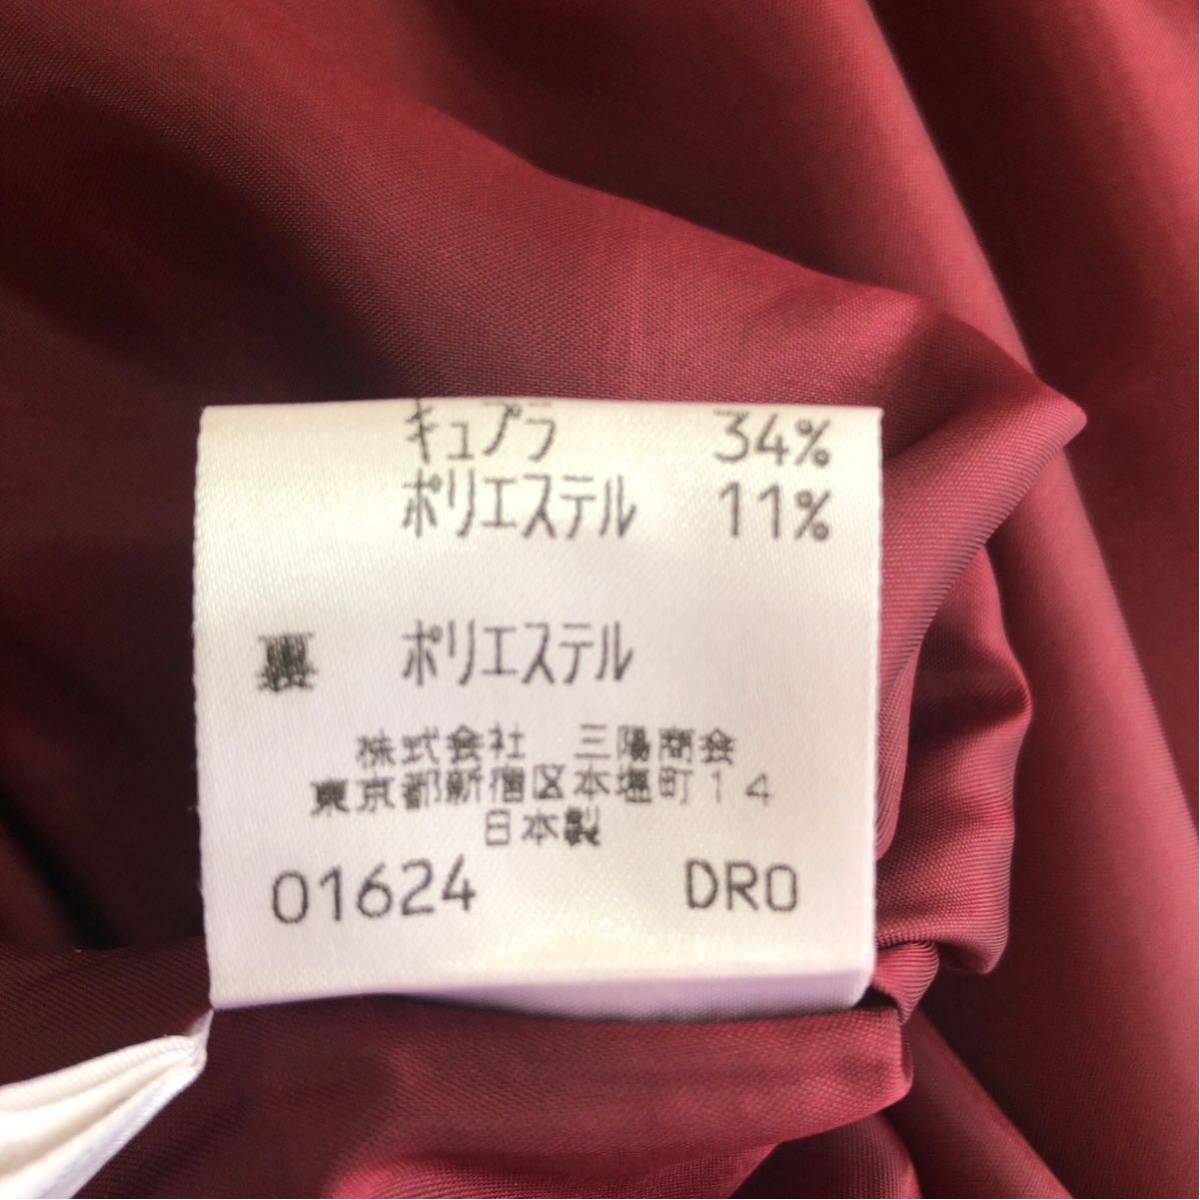 キュプラ 34%
ポリエステル 11%
裏 ポリエステル
株式会社 三陽商会
東京都新宿区本塩町14
日本製
01624 DRO